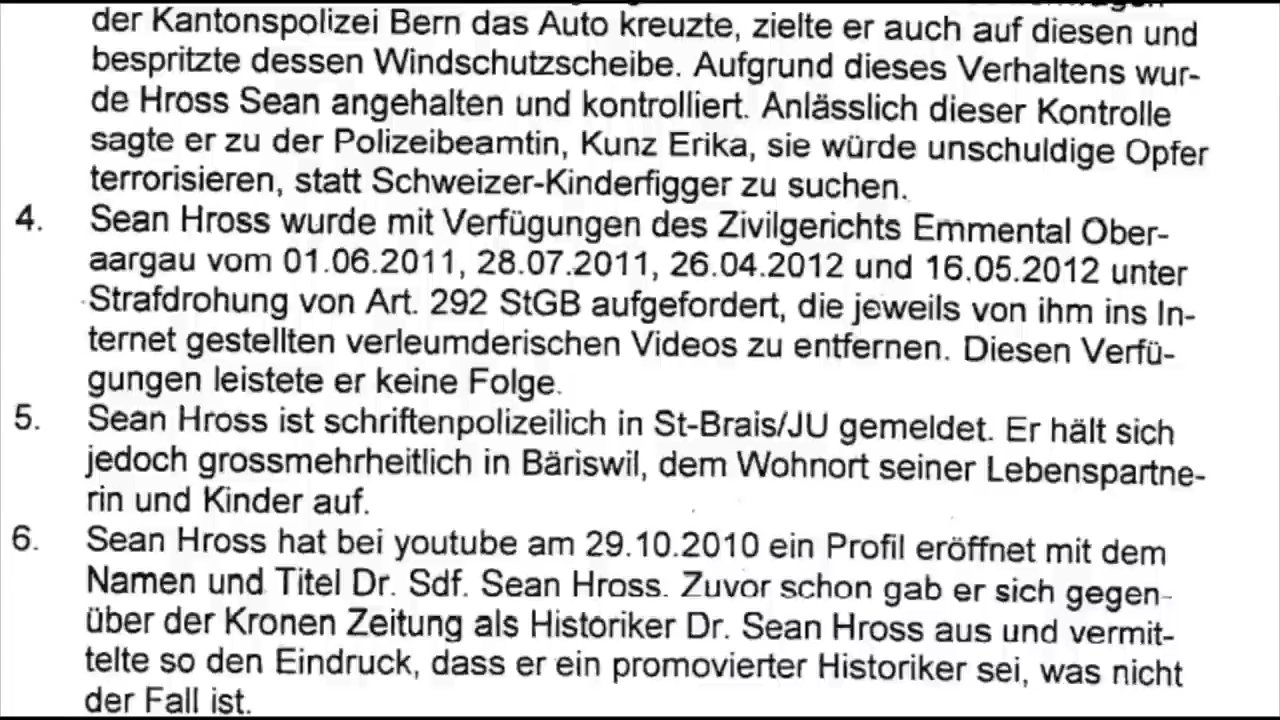 der Kantonspolizei Bern das Auto kreuzte, zielte er auch auf diesen und
bespritzte dessen Windschutzscheibe. Aufgrund dieses Verhaltens wur-
de Hross Sean angehalten und kontrolliert. Anlässlich dieser Kontrolle
sagte er zu der Polizeibeamtin, Kunz Erika, sie würde unschuldige Opfer
terrorisieren, statt Schweizer-Kinderfigger zu suchen.
4. Sean Hross wurde mit Verfügungen des Zivilgerichts Emmental Ober-
aargau vom 01.06.2011, 28.07.2011, 26.04.2012 und 16.05.2012 unter
Strafdrohung von Art. 292 StGB aufgefordert, die jeweils von ihm ins In-
ternet gestellten verleumderischen Videos zu entfernen. Diesen Verfü-
gungen leistete er keine Folge.
5. Sean Hross ist schriftenpolizeilich in St-Brais/JU gemeldet. Er hält sich
jedoch grossmehrheitlich in Bäriswil, dem Wohnort seiner Lebenspartne-
rin und Kinder auf.
6. Sean Hross hat bei youtube am 29.10.2010 ein Profil eröffnet mit dem
Namen und Titel Dr. Sdf. Sean Hross. Zuvor schon gab er sich gegen-
über der Kronen Zeitung als Historiker Dr. Sean Hross aus und vermit-
telte so den Eindruck, dass er ein promovierter Historiker sei, was nicht
der Fall ist.